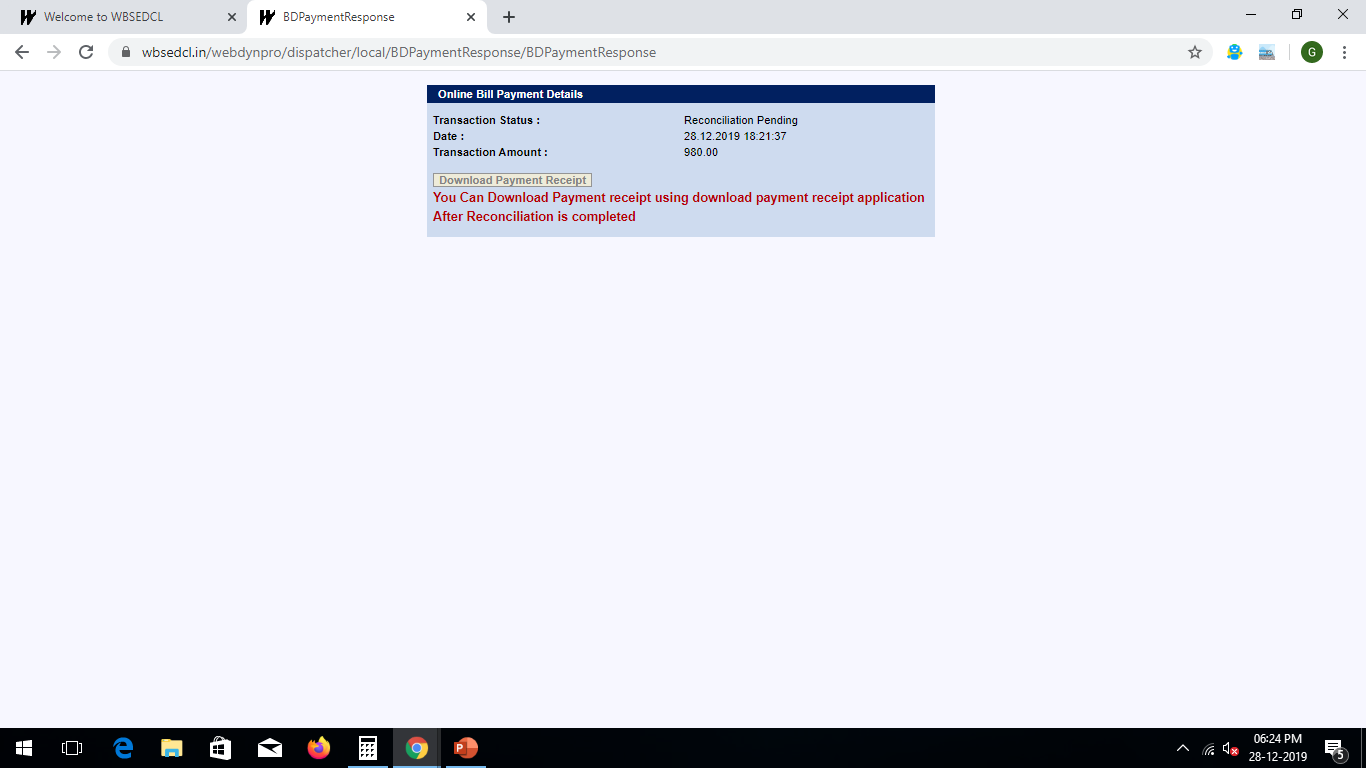 Welcome to WBSEDCL
BDPaymentResponse
wbsedcl.in/webdynpro/dispatcher/local/BDPaymentResponse/BDPaymentResponse
G
Online Bill Payment Details
Transaction Status : Reconciliation Pending
Date : 28.12.2019 18:21:37
Transaction Amount : 980.00
Download Payment Receipt
You Can Download Payment receipt using download payment receipt application
After Reconciliation is completed
06:24 PM
28-12-2019
5